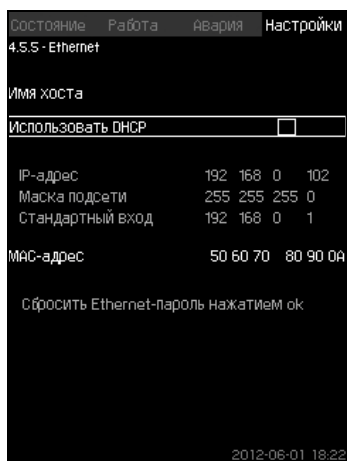 Состояние Работа Авария Настройки
4.5.5 - Ethernet
Имя хоста
Использовать DHCP
IP-адрес 192 168 0 102
Маска подсети 255 255 255 0
Стандартный вход 192 168 0 1
MAC-адрес 50 60 70 80 90 0A
Сбросить Ethernet-пароль нажатием ok
2012-06-01 18:22